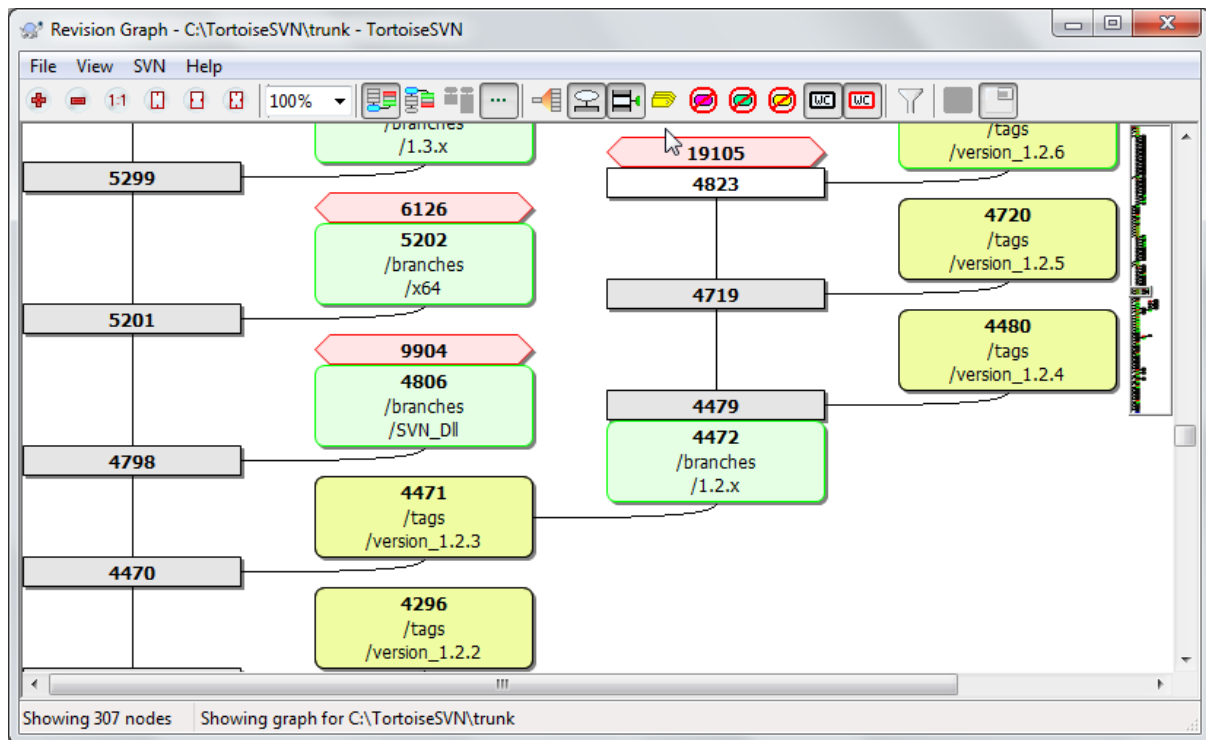 Revision Graph - C:\TortoiseSVN\trunk - TortoiseSVN
File View SVN Help
1:1 100% WC WC
/branches
/1.3.x
5299
6126
5202
/branches
/x64
5201
9904
4806
/branches
/SVN_Dll
4798
4471
/tags
/version_1.2.3
4470
4296
/tags
/version_1.2.2
19105
4823
4719
4479
4472
/branches
/1.2.x
/tags
/version_1.2.6
4720
/tags
/version_1.2.5
4480
/tags
/version_1.2.4
Showing 307 nodes Showing graph for C:\TortoiseSVN\trunk